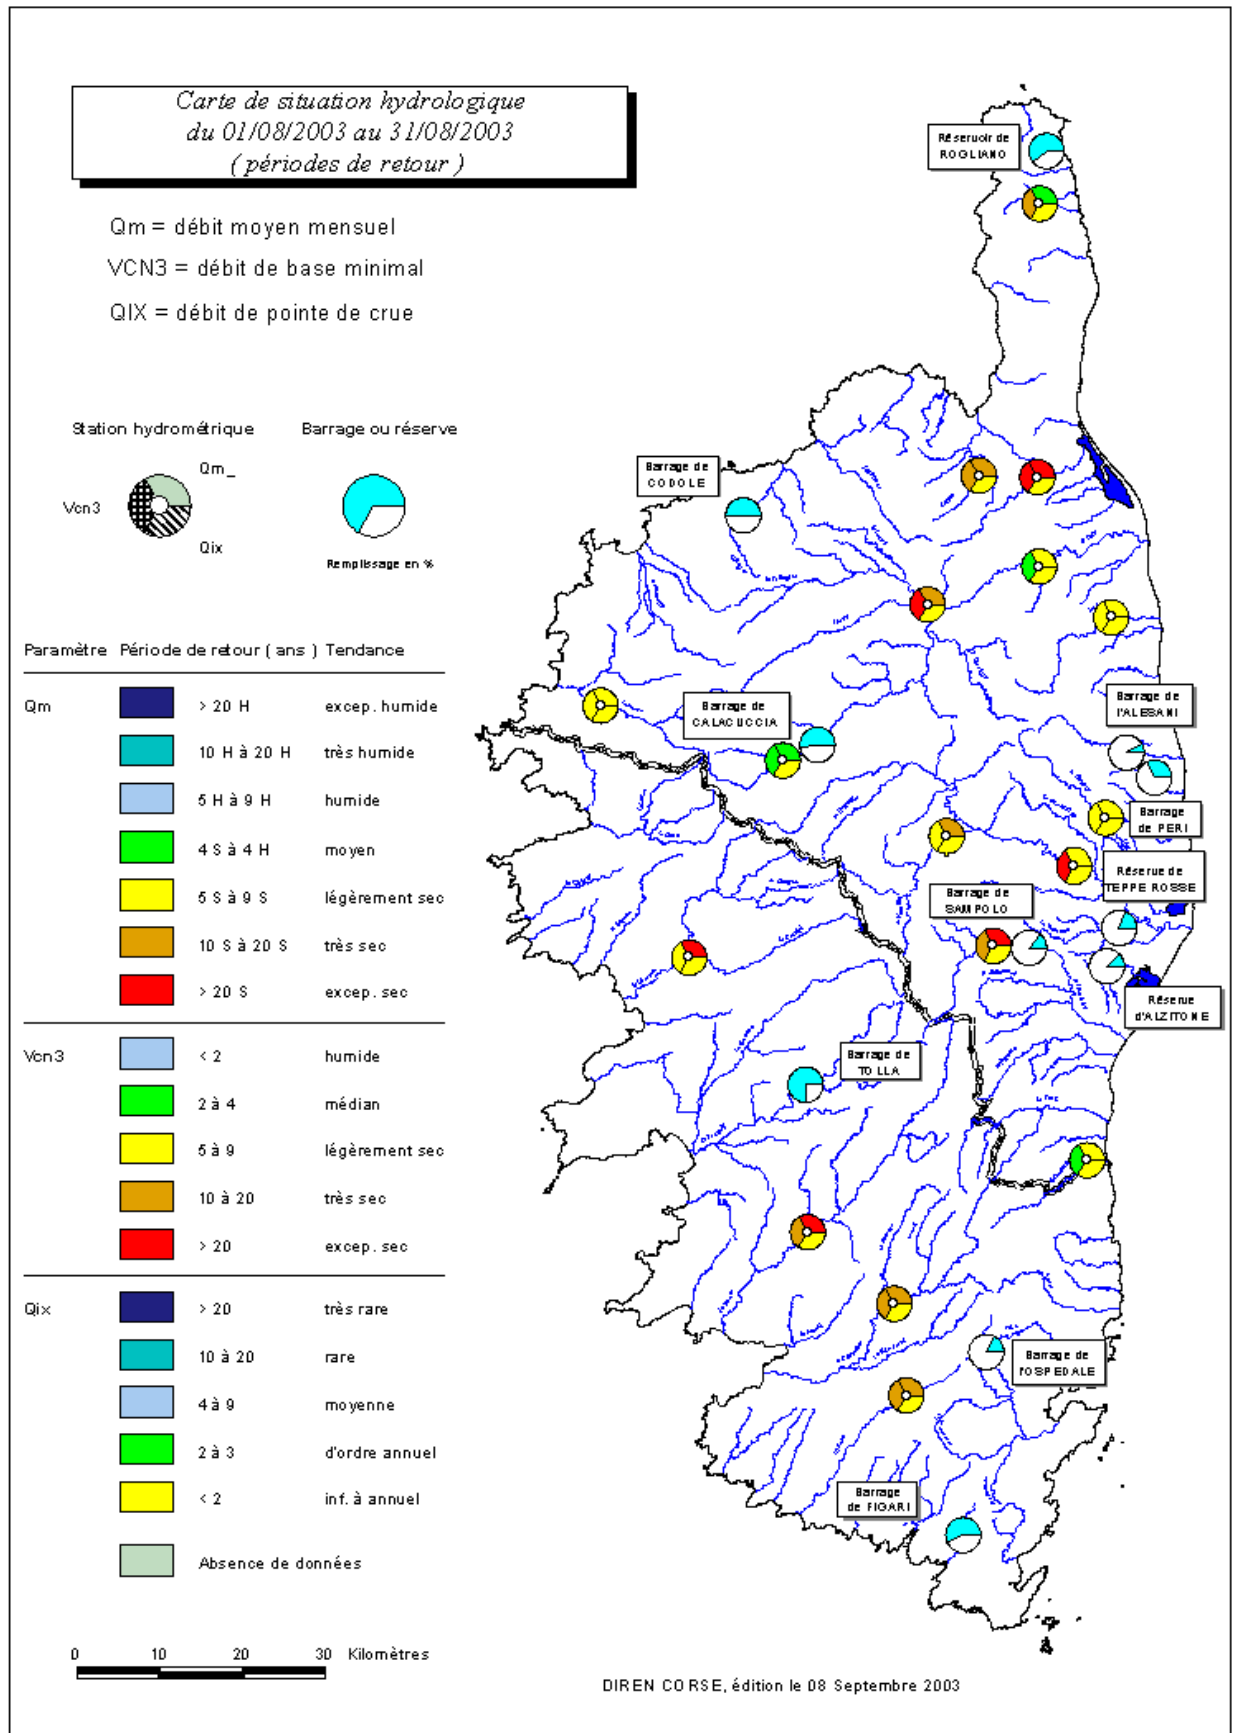 Carte de situation hydrologique
du 01/08/2003 au 31/08/2003
( périodes de retour )
Qm = débit moyen mensuel
VCN3 = débit de base minimal
QIX = débit de pointe de crue
Station hydrométrique
Barrage ou réserve
Qm_
Vcn3
Qix
Remplissage en %
Paramètre Période de retour ( ans ) Tendance
Qm
> 20 H excep. humide
10 H à 20 H très humide
5 H à 9 H humide
4 S à 4 H moyen
5 S à 9 S légèrement sec
10 S à 20 S très sec
> 20 S excep. sec
Vcn3
< 2 humide
2 à 4 médian
5 à 9 légèrement sec
10 à 20 très sec
> 20 excep. sec
Qix
> 20 très rare
10 à 20 rare
4 à 9 moyenne
2 à 3 d'ordre annuel
< 2 inf. à annuel
Absence de données
0 10 20 30 Kilomètres
DIREN CORSE, édition le 08 Septembre 2003
Réservoir de
ROGLIANO
Barrage de
CODOLE
Barrage de
CALACUCCIA
Barrage de
l'ALESANI
Barrage
de PERI
Réserve de
TEPPE ROSSE
Barrage de
SAMPOLO
Réserve
d'ALZITONE
Barrage de
TOLLA
Barrage de
l'OSPEDALE
Barrage
de FIGARI